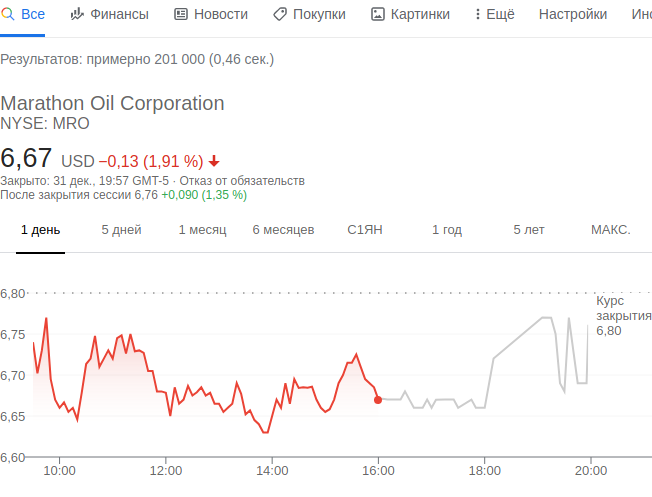 Все Финансы Новости Покупки Картинки Ещё Настройки Инс
Результатов: примерно 201 000 (0,46 сек.)
Marathon Oil Corporation
NYSE: MRO
6,67 USD −0,13 (1,91 %)
Закрыто: 31 дек., 19:57 GMT-5 · Отказ от обязательств
После закрытия сессии 6,76 +0,090 (1,35 %)
1 день 5 дней 1 месяц 6 месяцев С1ЯН 1 год 5 лет МАКС.
6,80
Курс
закрытия
6,80
6,75
6,70
6,65
6,60
10:00 12:00 14:00 16:00 18:00 20:00